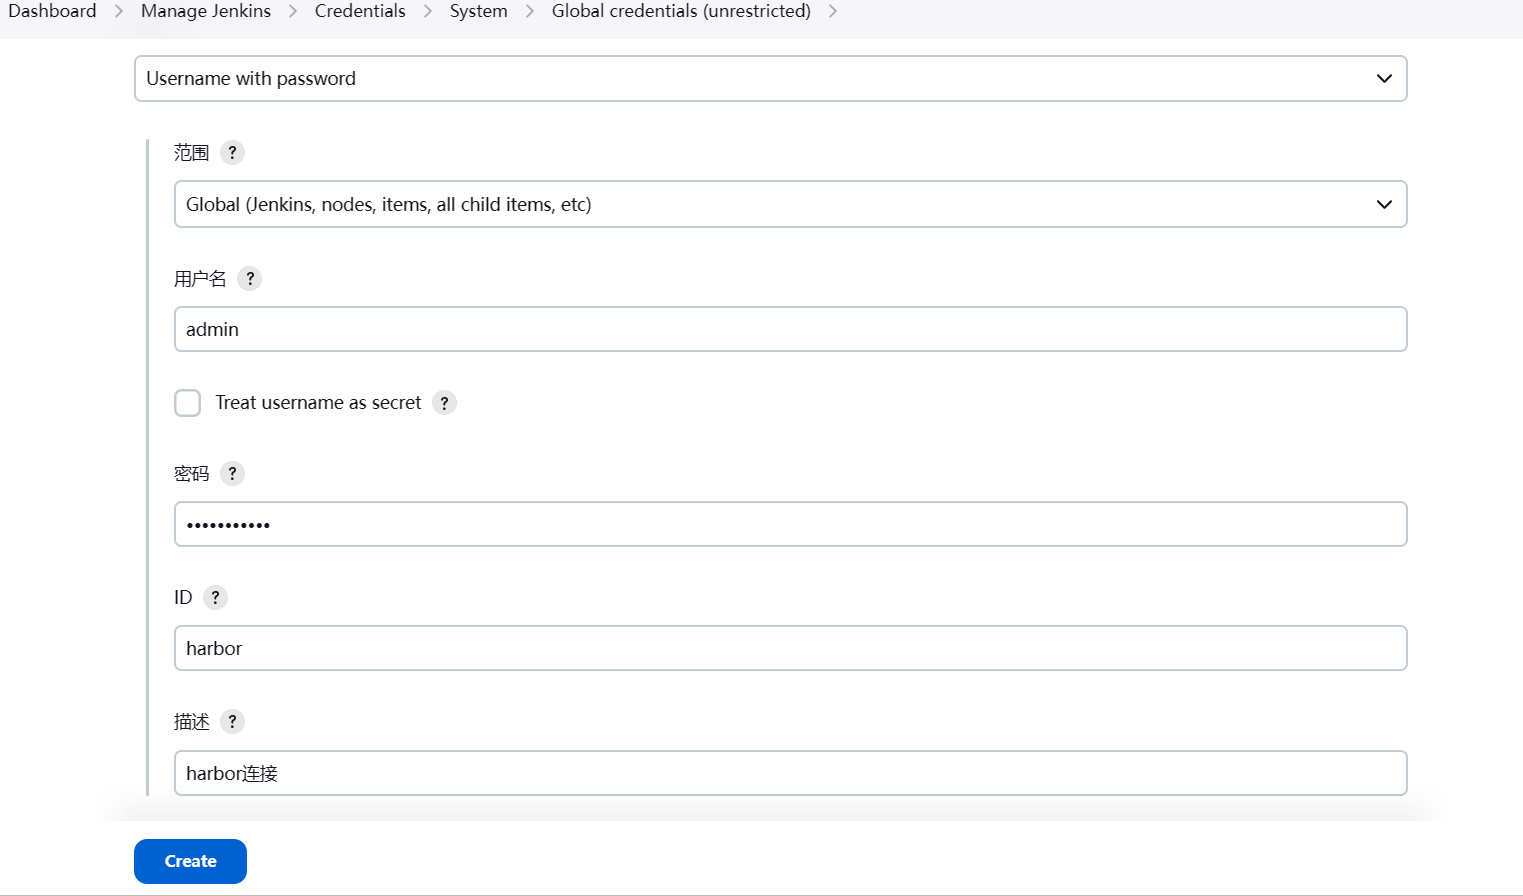 Dashboard > Manage Jenkins > Credentials > System > Global credentials (unrestricted) >
Username with password
范围 ?
Global (Jenkins, nodes, items, all child items, etc)
用户名 ?
admin
Treat username as secret ?
密码 ?
•••••••••••
ID ?
harbor
描述 ?
harbor连接
Create